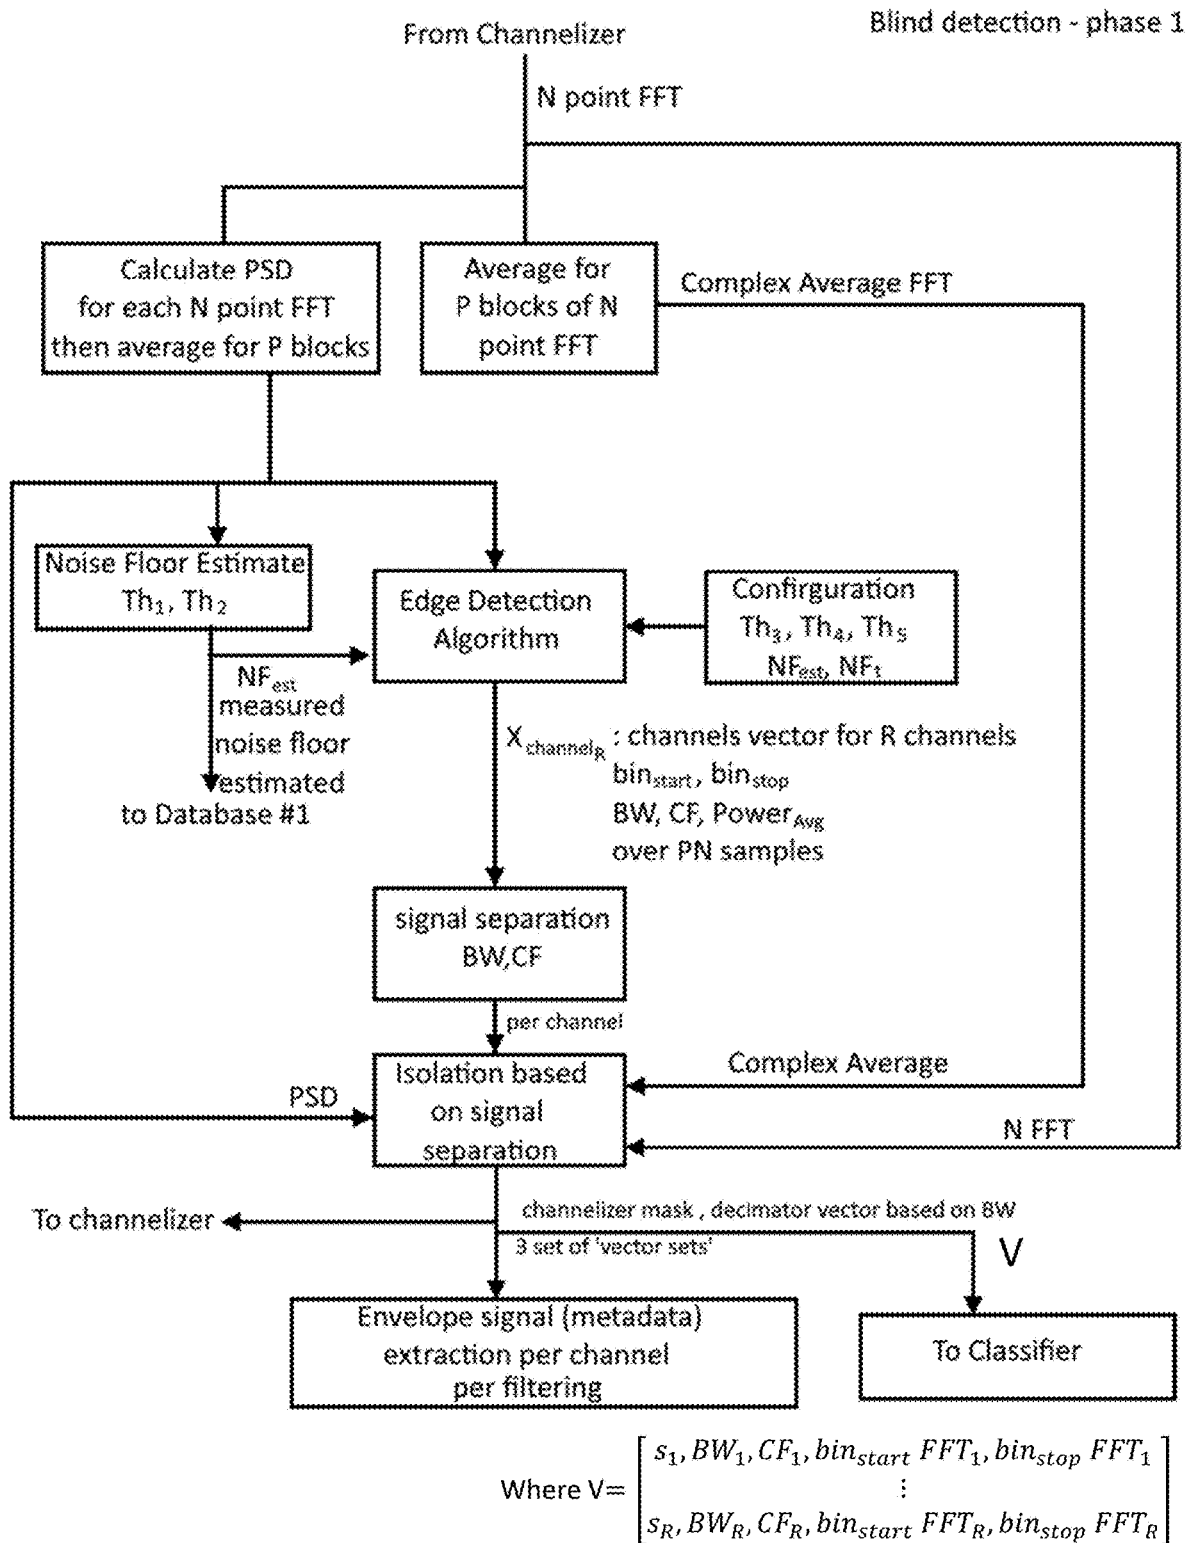 Blind detection - phase 1
From Channelizer
N point FFT
Calculate PSD
for each N point FFT
then average for P blocks
Average for
P blocks of N
point FFT
Complex Average FFT
Noise Floor Estimate
Th₁, Th₂
Edge Detection
Algorithm
Confirguration
Th₃, Th₄, Th₅
NFest, NFt
NFest
measured
noise floor
estimated
to Database #1
XchannelR : channels vector for R channels
binstart, binstop
BW, CF, PowerAvg
over PN samples
signal separation
BW,CF
per channel
Isolation based
on signal
separation
Complex Average
PSD
N FFT
To channelizer
channelizer mask , decimator vector based on BW
3 set of 'vector sets'
V
Envelope signal (metadata)
extraction per channel
per filtering
To Classifier
s₁, BW₁, CF₁, binstart FFT₁, binstop FFT₁
Where V=
⋮
sR, BWR, CFR, binstart FFTR, binstop FFTR